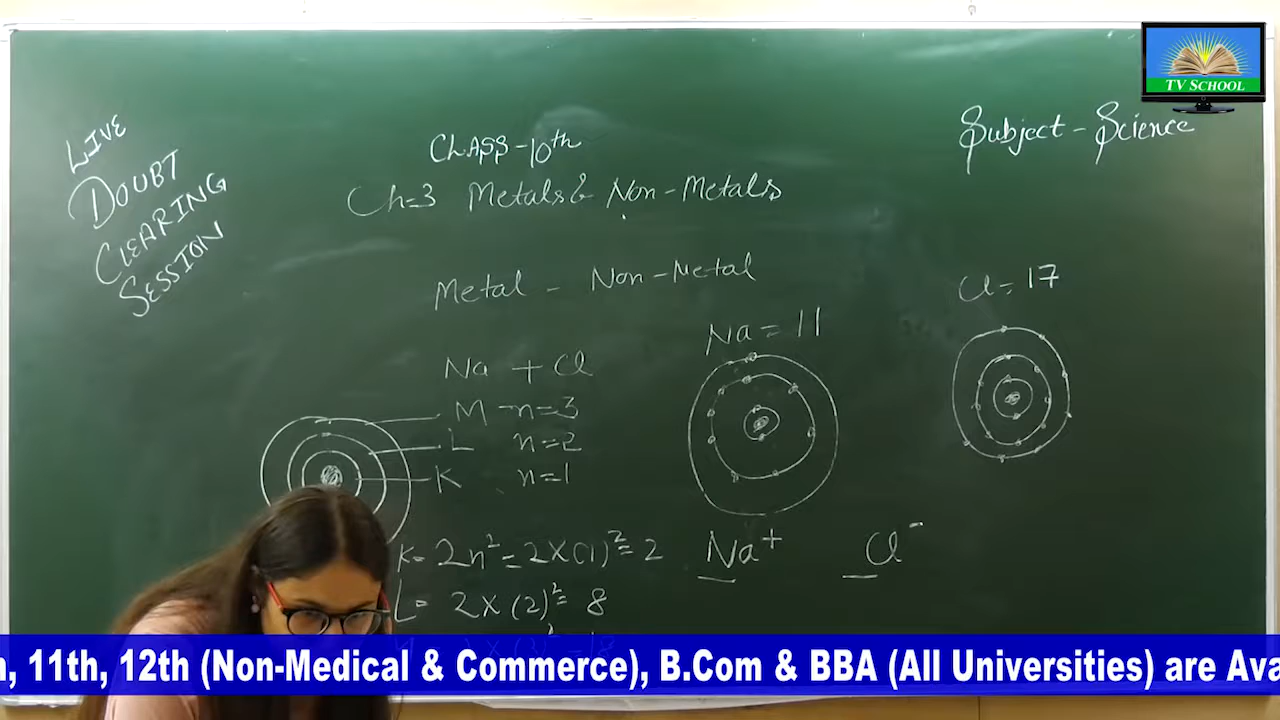 TV SCHOOL
LIVE
DOUBT
CLEARING
SESSION
CLASS-10th
Ch=3 Metals & Non-Metals
Subject - Science
Metal - Non-Metal
Na + Cl
M n=3
L n=2
K n=1
K= 2n²= 2×(1)²= 2
L= 2×(2)²= 8
Na = 11
Cl = 17
Na⁺ Cl⁻
11th, 12th (Non-Medical & Commerce), B.Com & BBA (All Universities) are Ava